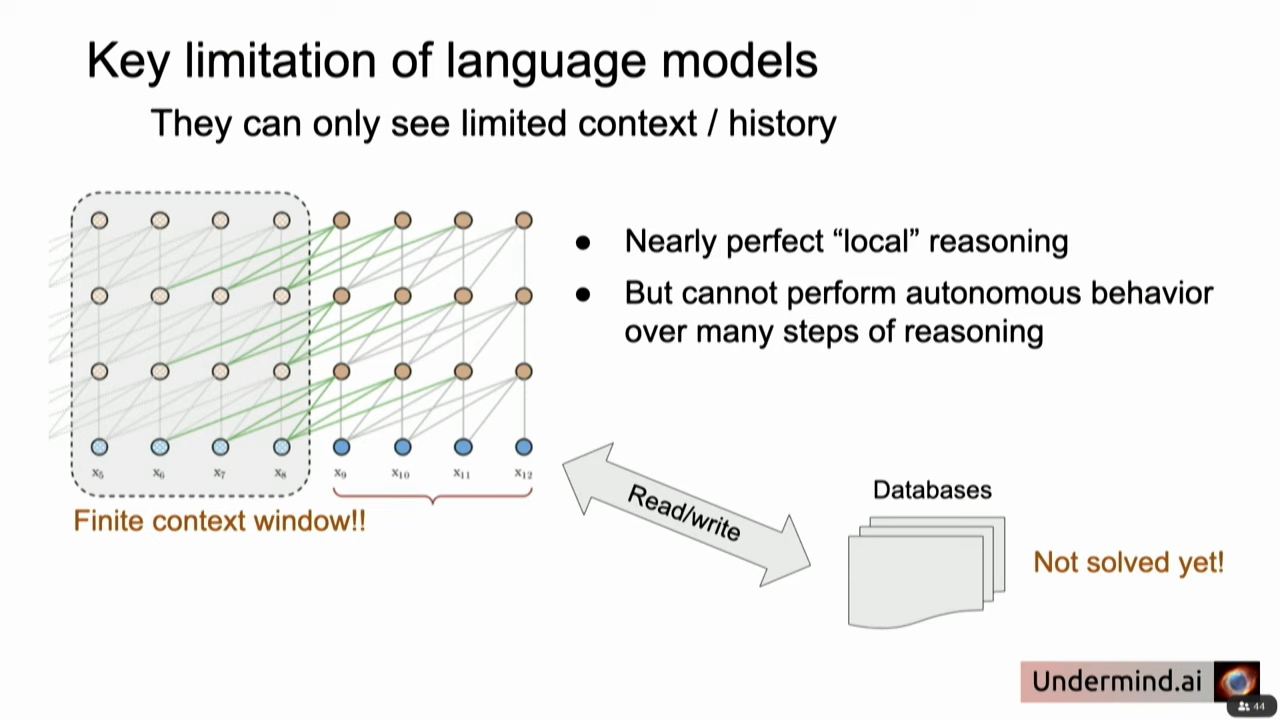 Key limitation of language models
They can only see limited context / history
● Nearly perfect “local” reasoning
● But cannot perform autonomous behavior
over many steps of reasoning
x₅ x₆ x₇ x₈ x₉ x₁₀ x₁₁ x₁₂
Finite context window!!
Read/write
Databases
Not solved yet!
Undermind.ai
44